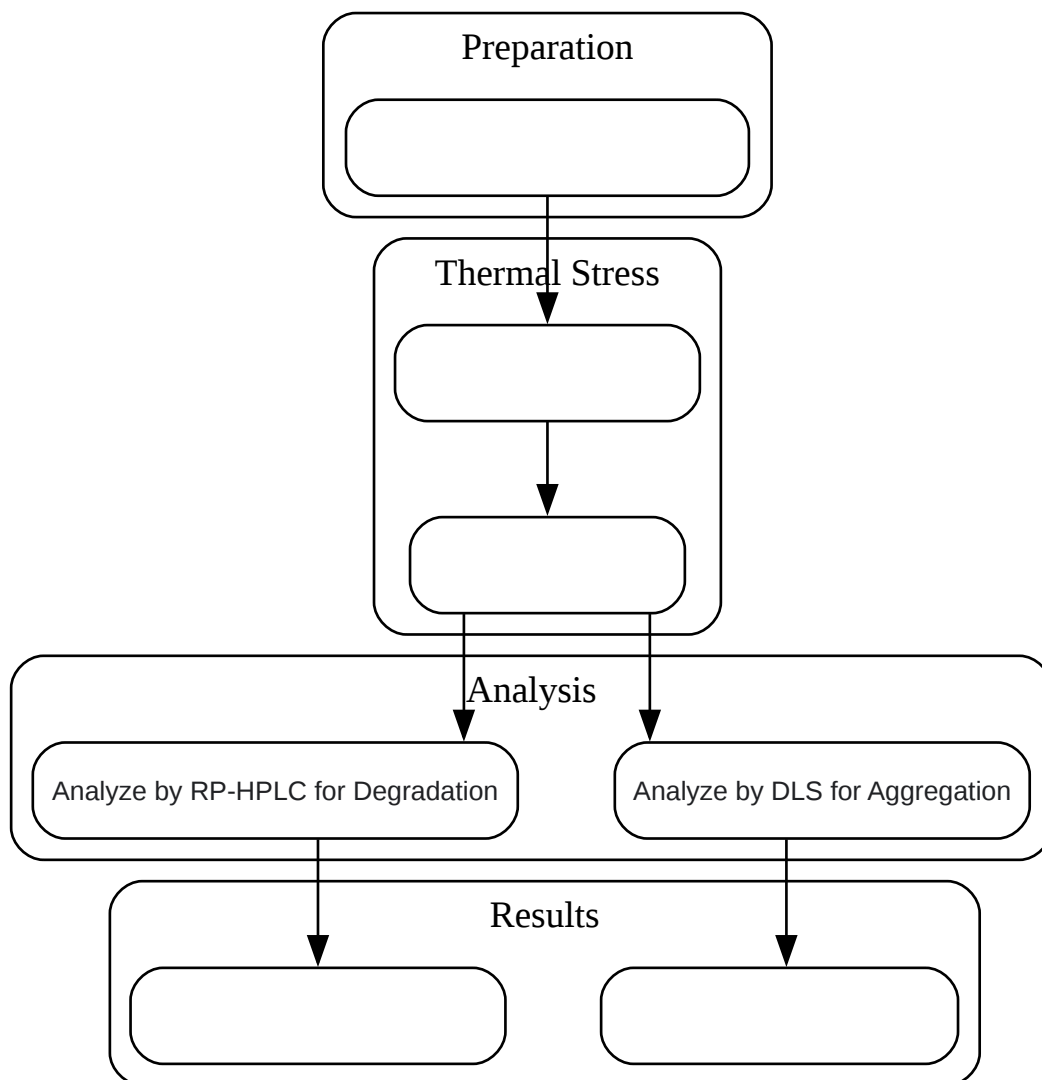 Preparation
Thermal Stress
Analysis
Analyze by RP-HPLC for Degradation
Analyze by DLS for Aggregation
Results